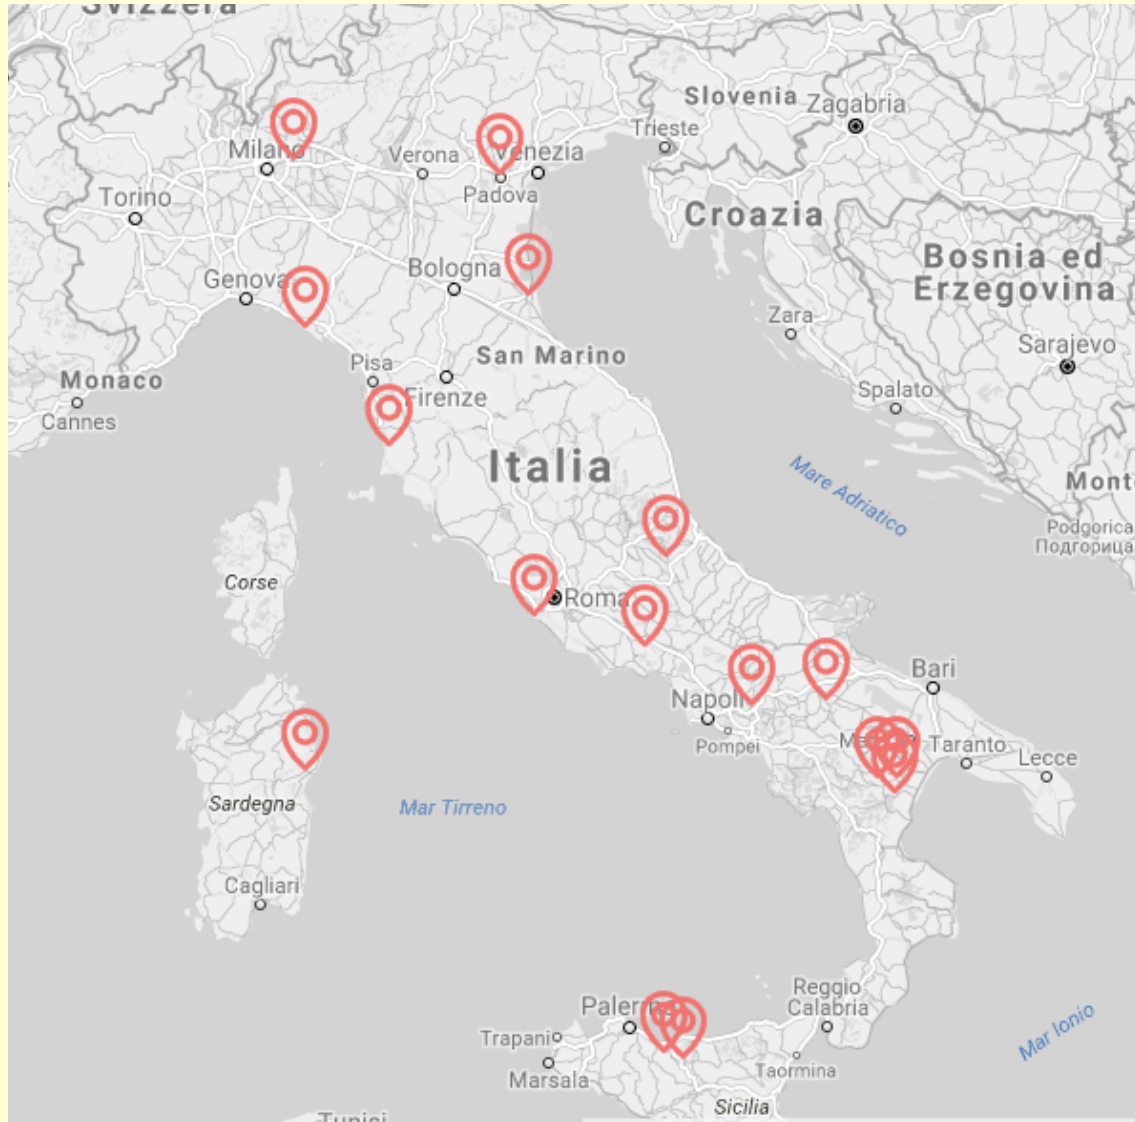 Svizzera
Slovenia
Zagabria
Trieste
Milano
Verona
Venezia
Padova
Torino
Croazia
Bosnia ed
Erzegovina
Bologna
Genova
Zara
Sarajevo
San Marino
Pisa
Monaco
Firenze
Spalato
Cannes
Italia
Mare Adriatico
Mont
Podgorica
Подгорица
Corse
Roma
Bari
Napoli
Pompei
Taranto
Lecce
Sardegna
Mar Tirreno
Cagliari
Reggio
Calabria
Palermo
Trapani
Mar Ionio
Marsala
Taormina
Sicilia
Tunisi